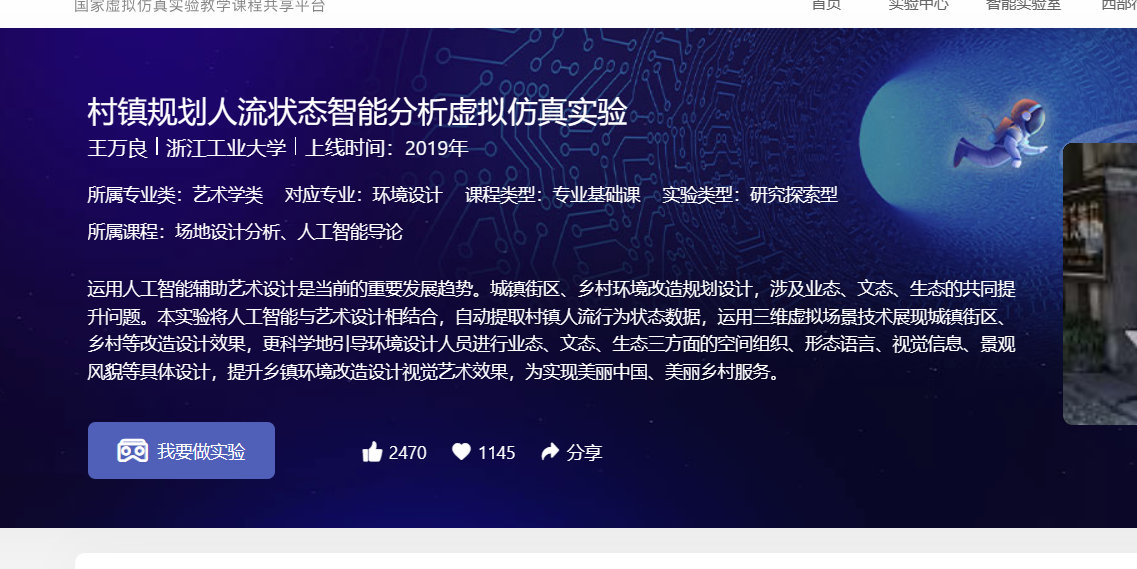 国家虚拟仿真实验教学课程共享平台
首页 实验中心 智能实验室 西部
村镇规划人流状态智能分析虚拟仿真实验
王万良 | 浙江工业大学 | 上线时间：2019年
所属专业类：艺术学类 对应专业：环境设计 课程类型：专业基础课 实验类型：研究探索型
所属课程：场地设计分析、人工智能导论
运用人工智能辅助艺术设计是当前的重要发展趋势。城镇街区、乡村环境改造规划设计，涉及业态、文态、生态的共同提
升问题。本实验将人工智能与艺术设计相结合，自动提取村镇人流行为状态数据，运用三维虚拟场景技术展现城镇街区、
乡村等改造设计效果，更科学地引导环境设计人员进行业态、文态、生态三方面的空间组织、形态语言、视觉信息、景观
风貌等具体设计，提升乡镇环境改造设计视觉艺术效果，为实现美丽中国、美丽乡村服务。
我要做实验 2470 1145 分享